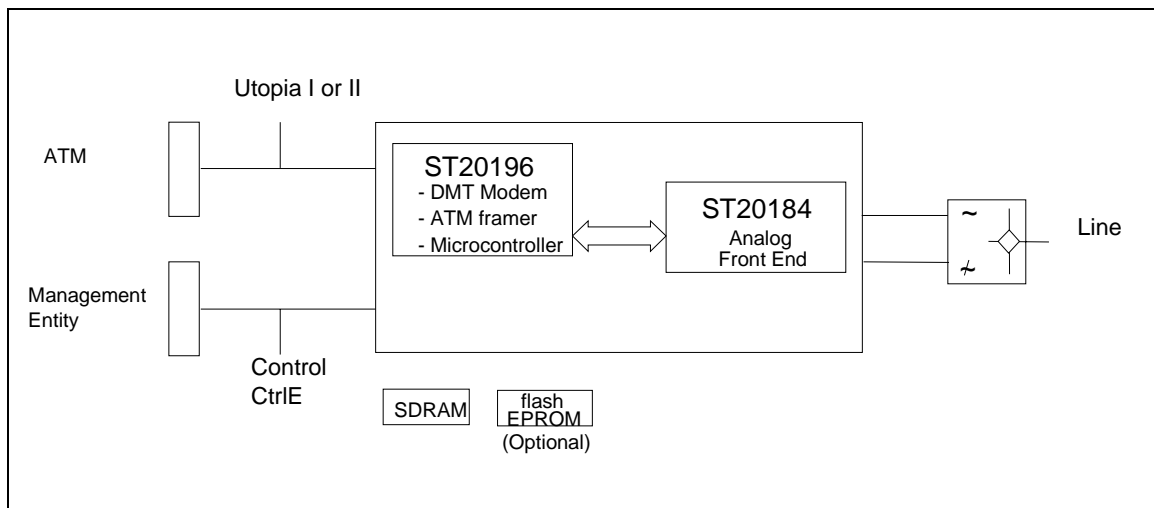 Utopia I or II
ATM
ST20196
- DMT Modem
- ATM framer
- Microcontroller
ST20184
Analog
Front End
~
Line
Management
Entity
Control
CtrlE
SDRAM
flash
EPROM
(Optional)